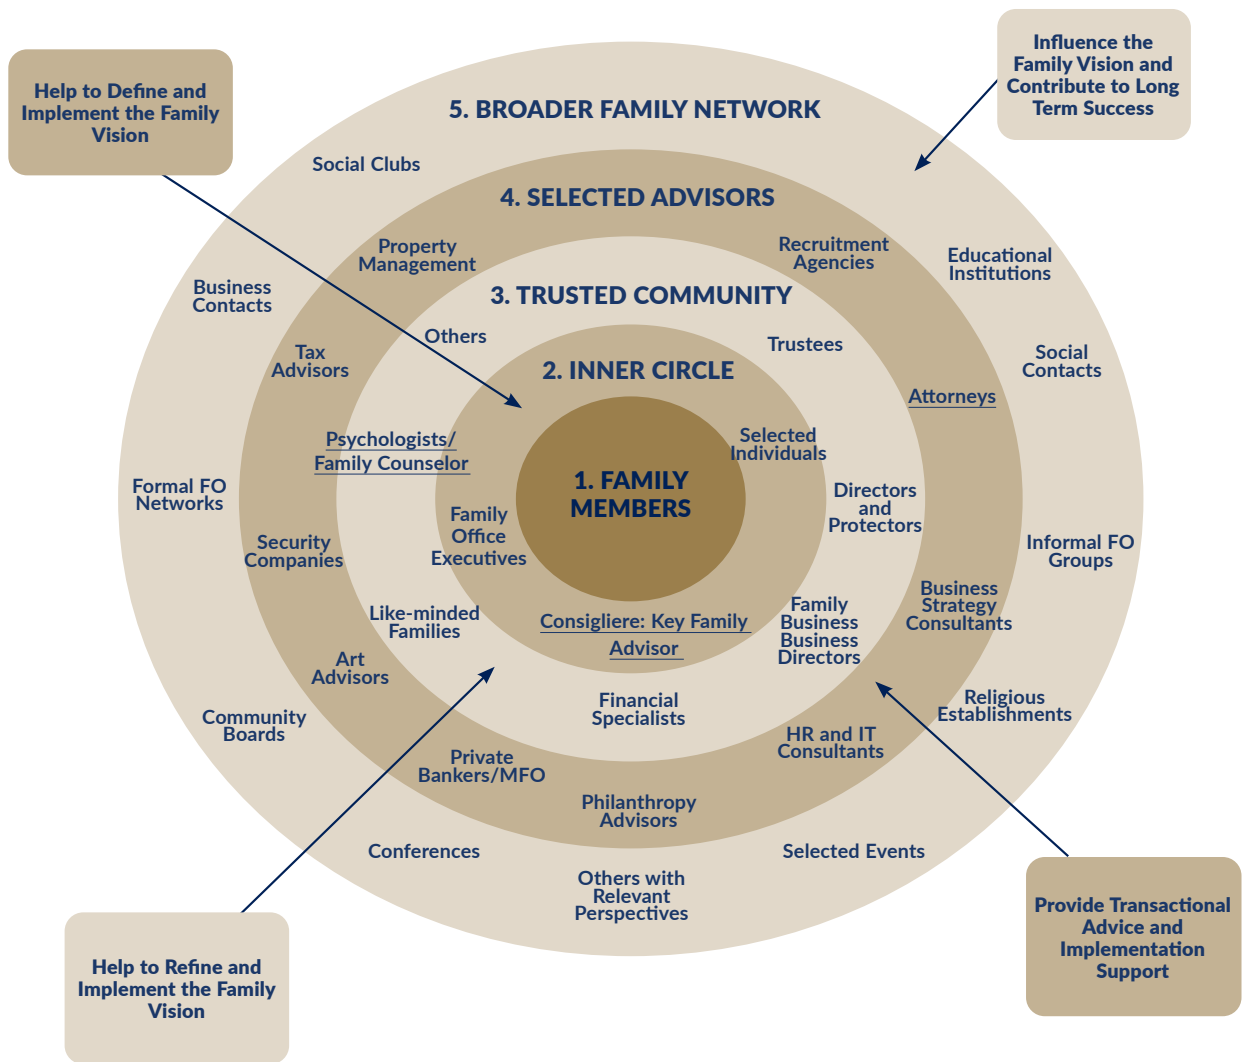 Influence the
Family Vision and
Contribute to Long
Term Success
Help to Define and
Implement the Family
Vision
5. BROADER FAMILY NETWORK
Social Clubs
4. SELECTED ADVISORS
Property
Management
Recruitment
Agencies
Educational
Institutions
Business
Contacts
3. TRUSTED COMMUNITY
Others
Trustees
Tax
Advisors
Social
Contacts
2. INNER CIRCLE
Attorneys
Psychologists/
Family Counselor
Selected
Individuals
1. FAMILY
MEMBERS
Formal FO
Networks
Directors
and
Protectors
Family
Office
Executives
Security
Companies
Informal FO
Groups
Like-minded
Families
Consigliere: Key Family
Advisor
Family
Business
Business
Directors
Business
Strategy
Consultants
Art
Advisors
Financial
Specialists
Religious
Establishments
Community
Boards
HR and IT
Consultants
Private
Bankers/MFO
Philanthropy
Advisors
Conferences
Selected Events
Others with
Relevant
Perspectives
Provide Transactional
Advice and
Implementation
Support
Help to Refine and
Implement the Family
Vision